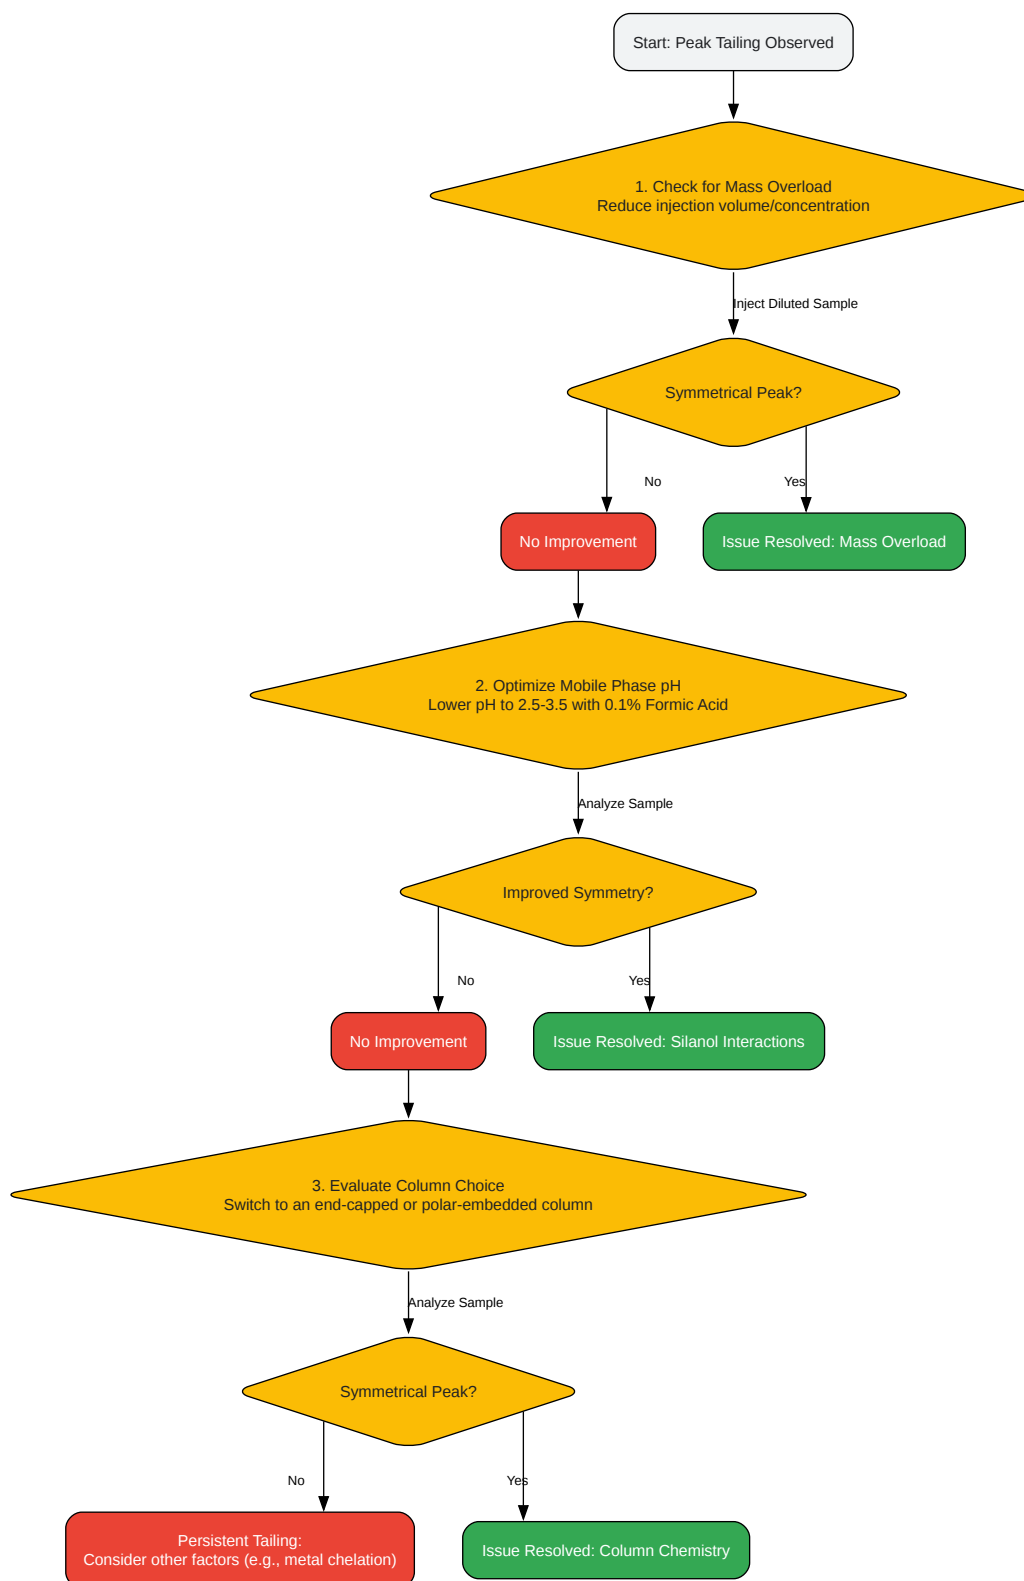 Start: Peak Tailing Observed
1. Check for Mass Overload
Reduce injection volume/concentration
Inject Diluted Sample
Symmetrical Peak?
No
Yes
No Improvement
Issue Resolved: Mass Overload
2. Optimize Mobile Phase pH
Lower pH to 2.5-3.5 with 0.1% Formic Acid
Analyze Sample
Improved Symmetry?
No
Yes
No Improvement
Issue Resolved: Silanol Interactions
3. Evaluate Column Choice
Switch to an end-capped or polar-embedded column
Analyze Sample
Symmetrical Peak?
No
Yes
Persistent Tailing:
Consider other factors (e.g., metal chelation)
Issue Resolved: Column Chemistry